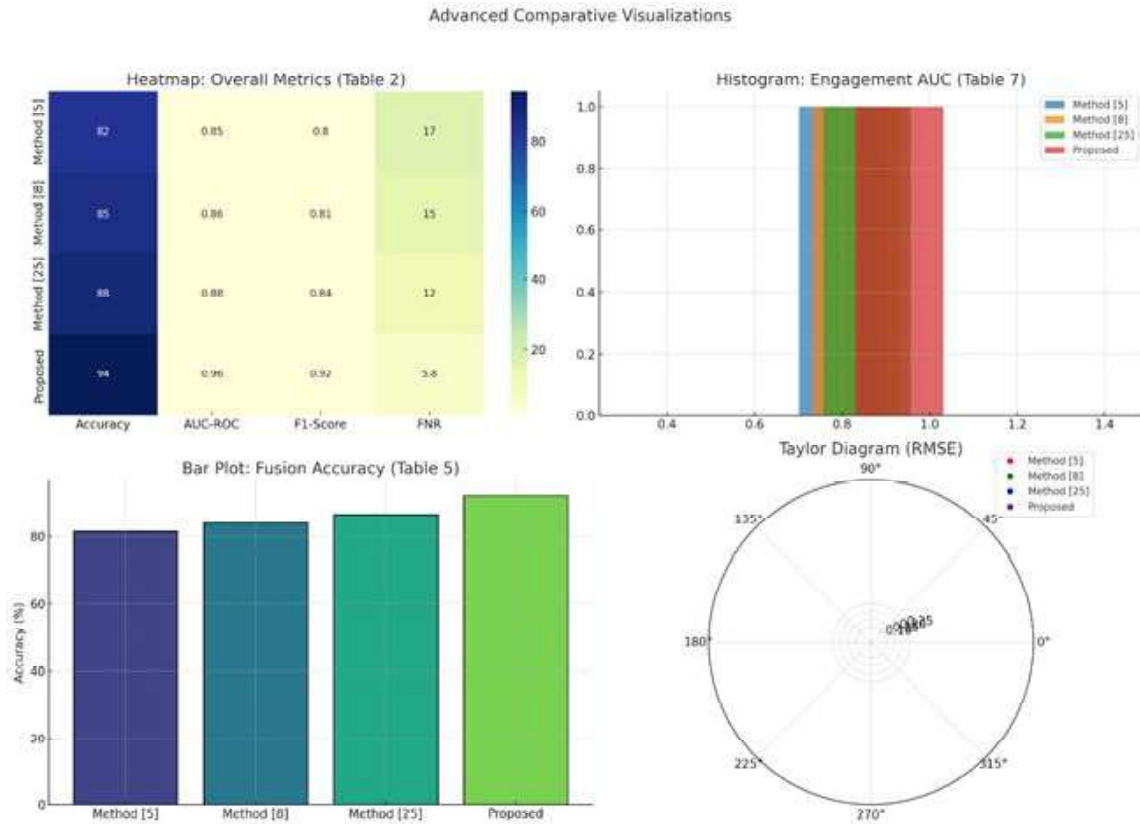 Advanced Comparative Visualizations
Heatmap: Overall Metrics (Table 2)
Method [5]
Method [8]
Method [25]
Proposed
82 0.85 0.8 17
85 0.86 0.81 15
88 0.88 0.84 12
94 0.96 0.92 5.8
Accuracy AUC-ROC F1-Score FNR
80
60
40
20
Histogram: Engagement AUC (Table 7)
Method [5]
Method [8]
Method [25]
Proposed
1.0
0.8
0.6
0.4
0.2
0.0
0.4 0.6 0.8 1.0 1.2 1.4
Bar Plot: Fusion Accuracy (Table 5)
Accuracy (%)
80
60
40
20
0
Method [5] Method [8] Method [25] Proposed
Taylor Diagram (RMSE)
Method [5]
Method [8]
Method [25]
Proposed
90°
135° 45°
180° 0°
225° 315°
270°